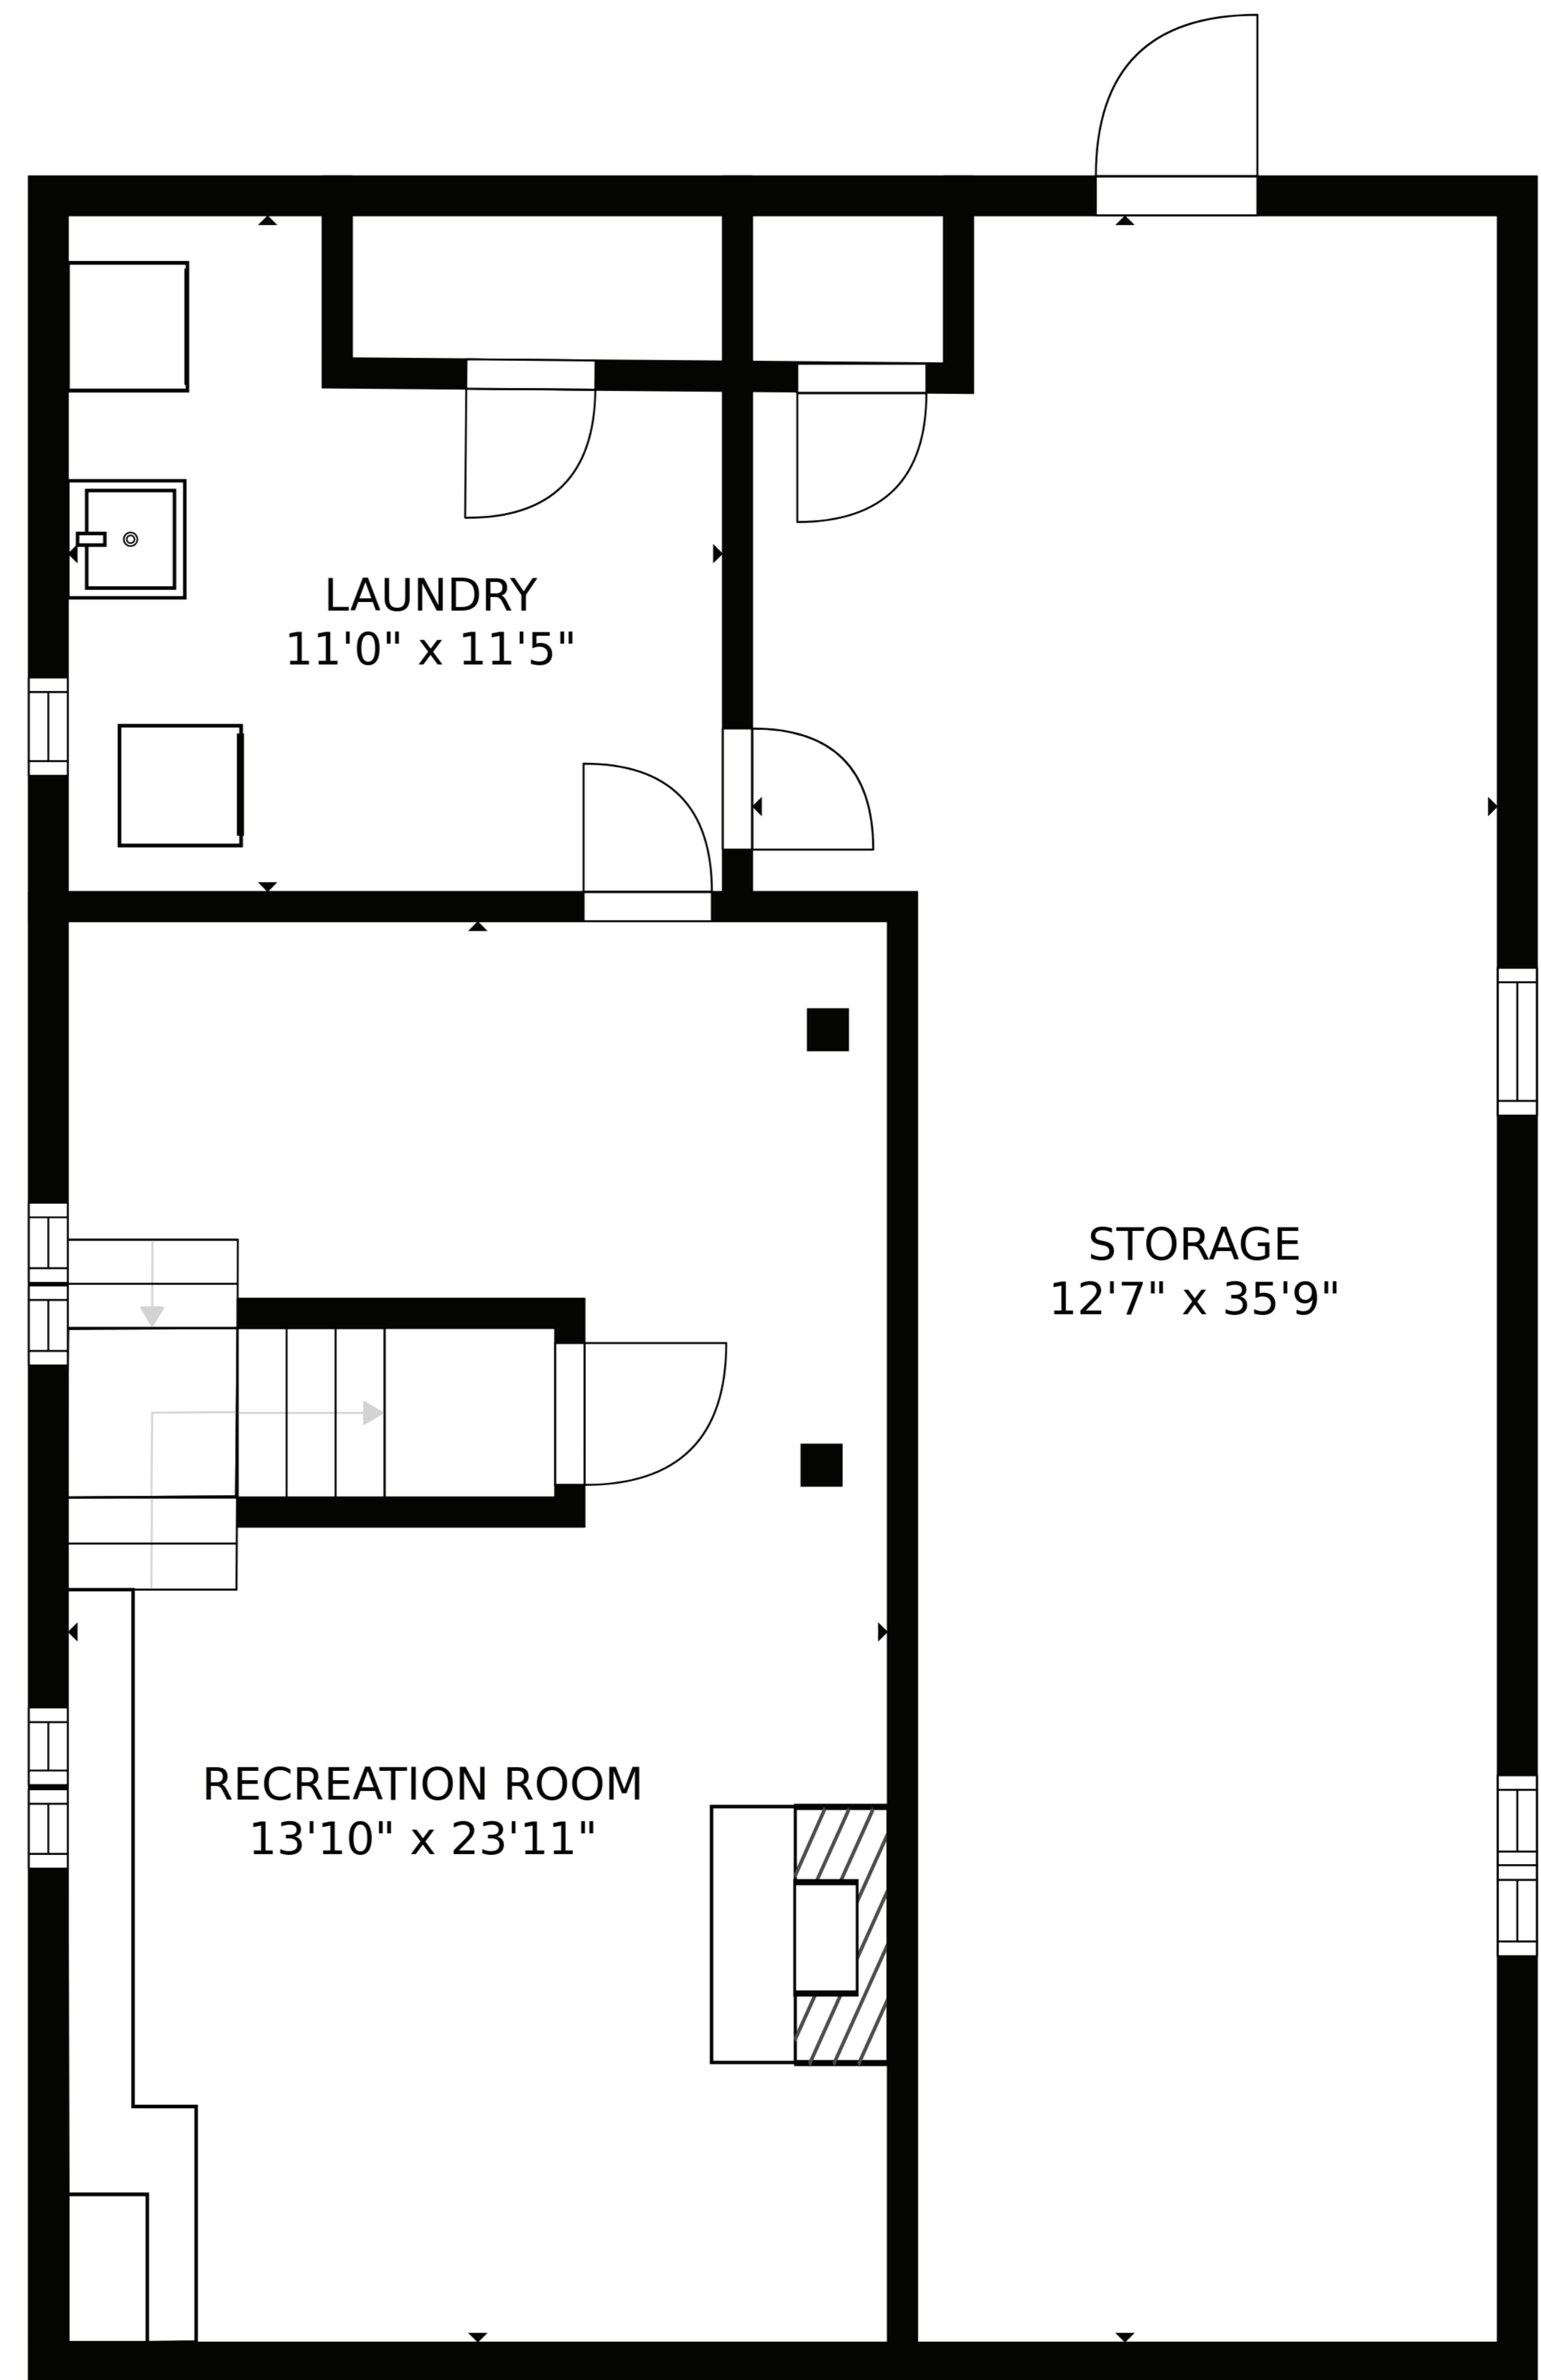 LAUNDRY
11'0" x 11'5"
STORAGE
12'7" x 35'9"
RECREATION ROOM
13'10" x 23'11"